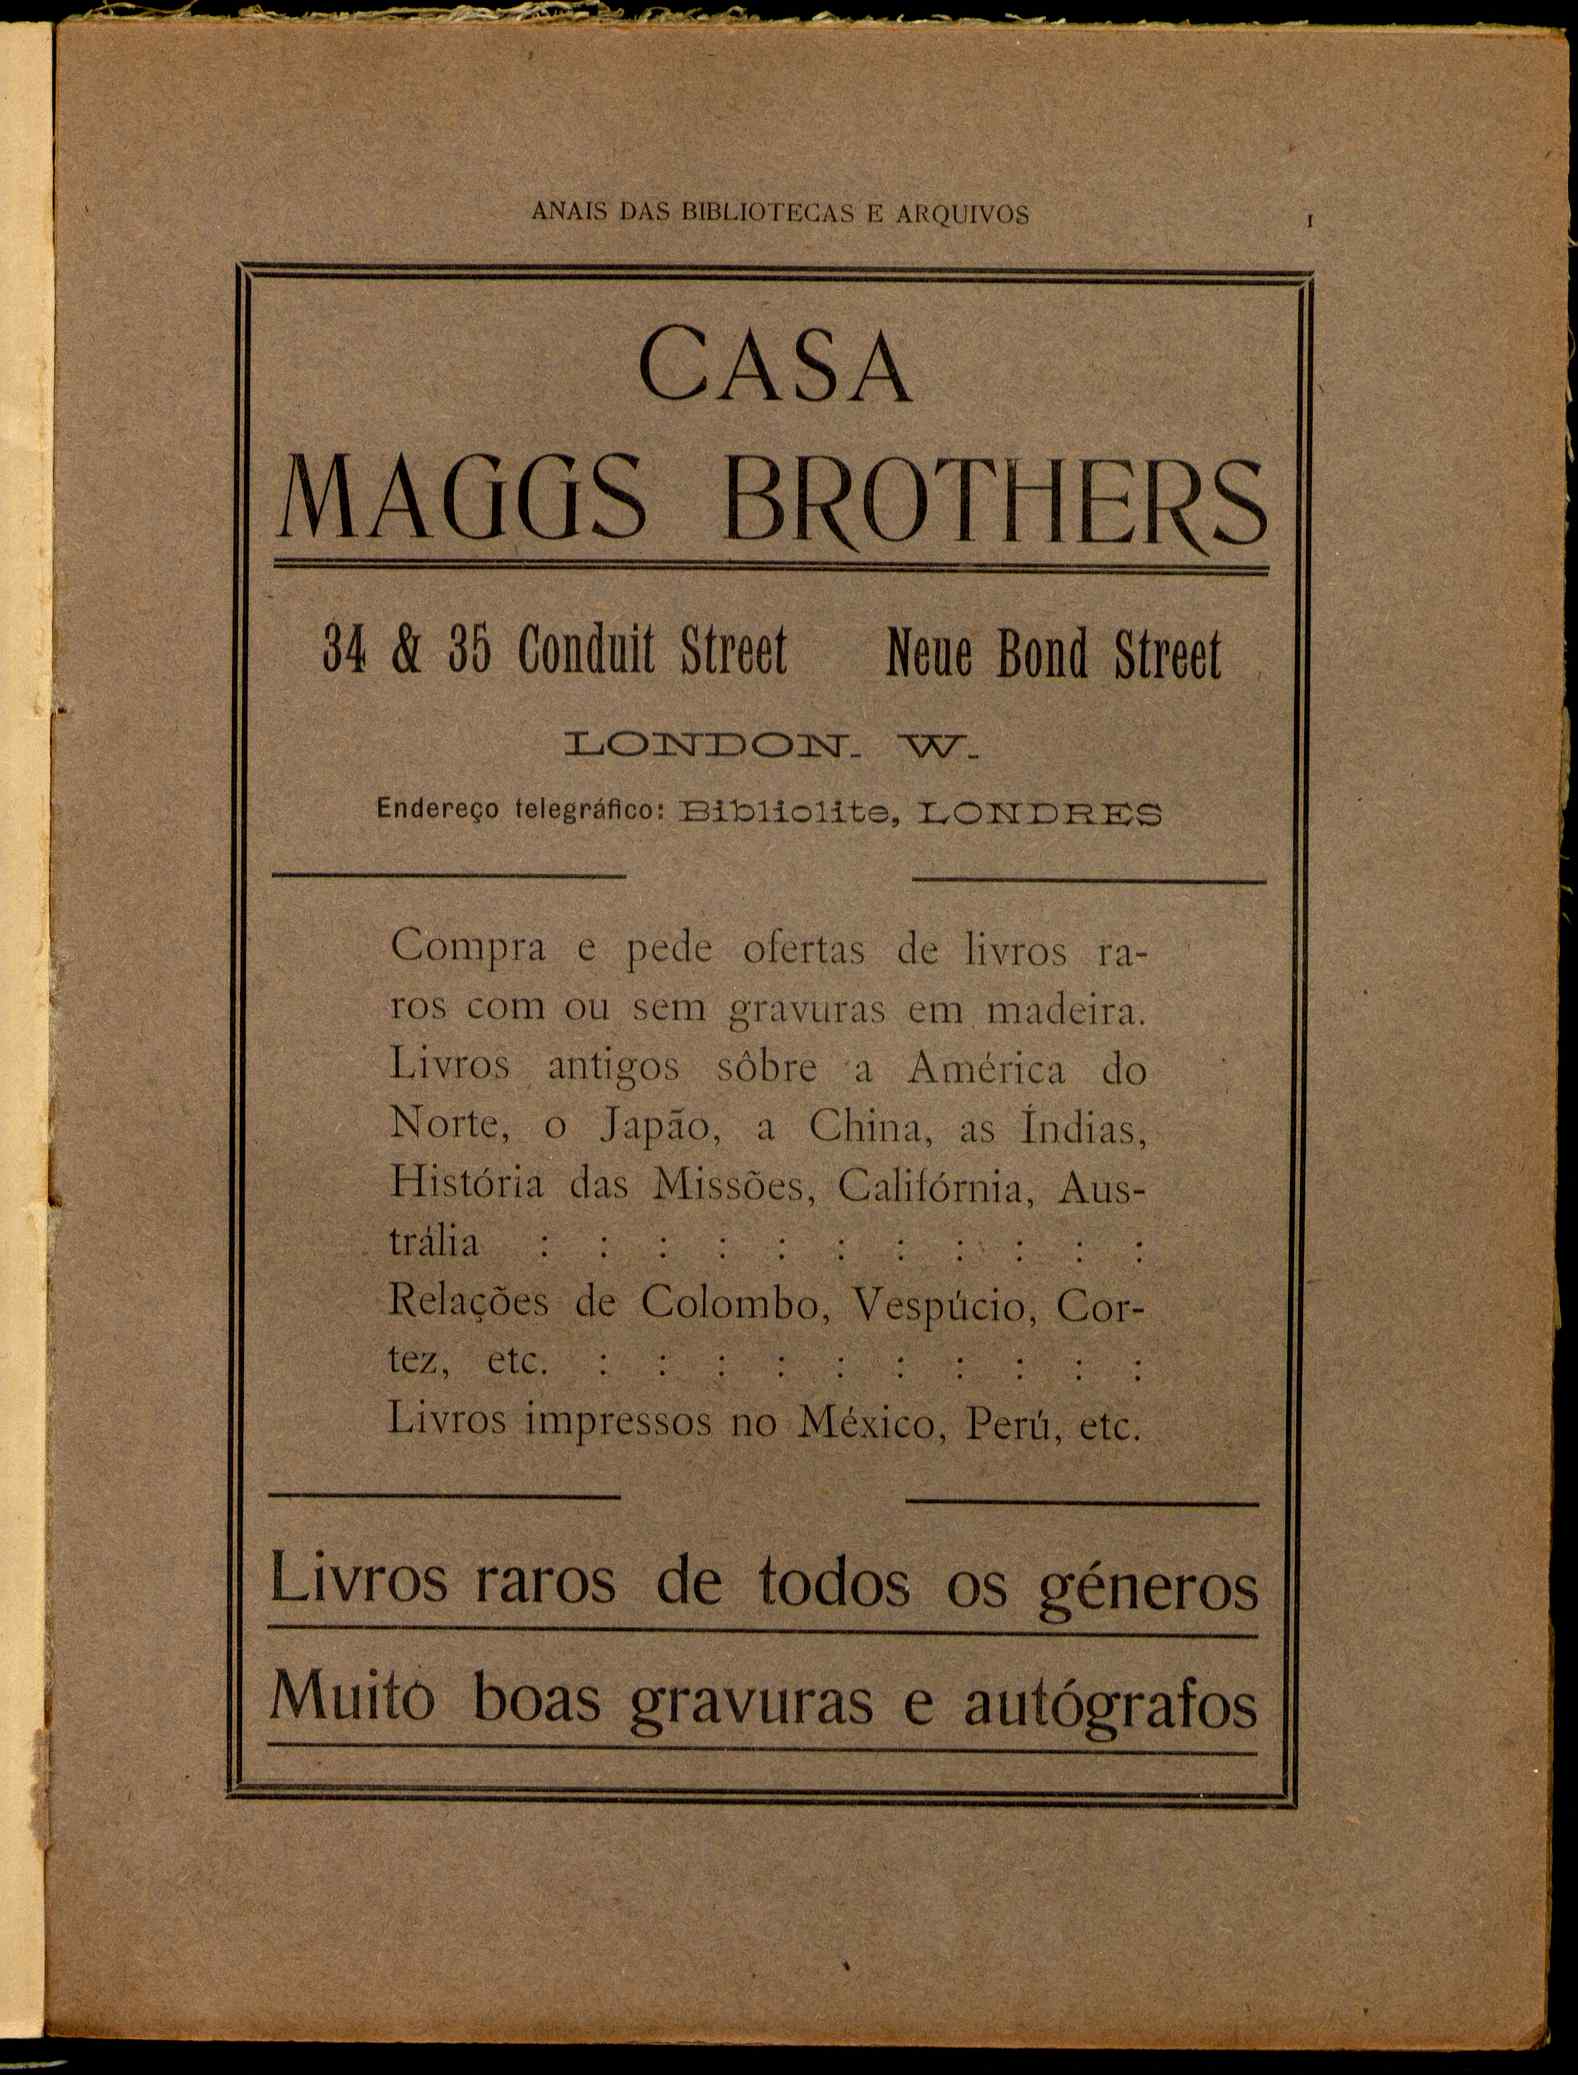 ANAIS DAS BIBLIOTECAS E ARQUIVOS I
CASA
MAGGS BROTHERS
34 & 35 Conduit Street Neue Bond Street
LONDON. W.
Endereço telegráfico: Bibliolite, LONDRES
Compra e pede ofertas de livros ra-
ros com ou sem gravuras em madeira.
Livros antigos sôbre a América do
Norte, o Japão, a China, as Índias,
História das Missões, Califórnia, Aus-
trália : : : : : : : : : : :
Relações de Colombo, Vespúcio, Cor-
tez, etc. : : : : : : : : : :
Livros impressos no México, Perú, etc.
Livros raros de todos os géneros
Muito boas gravuras e autógrafos